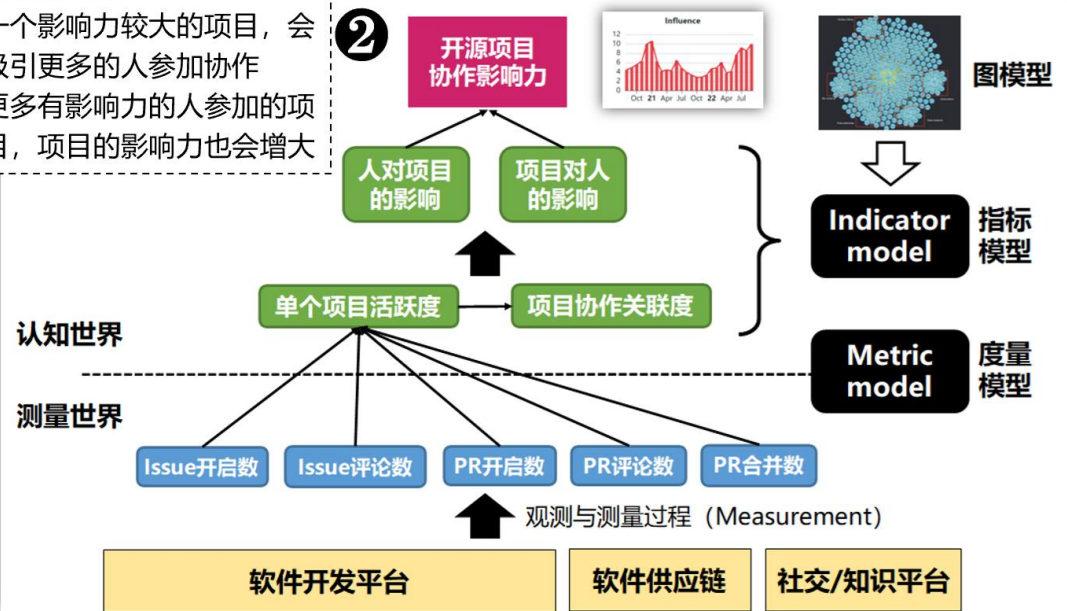 一个影响力较大的项目，会
吸引更多的人参加协作
更多有影响力的人参加的项
目，项目的影响力也会增大
2
开源项目
协作影响力
Influence
12
10
8
6
4
2
0
Oct 21 Apr Jul Oct 22 Apr Jul
图模型
人对项目
的影响
项目对人
的影响
Indicator
model
指标
模型
单个项目活跃度
项目协作关联度
认知世界
Metric
model
度量
模型
测量世界
Issue开启数
Issue评论数
PR开启数
PR评论数
PR合并数
观测与测量过程（Measurement）
软件开发平台
软件供应链
社交/知识平台